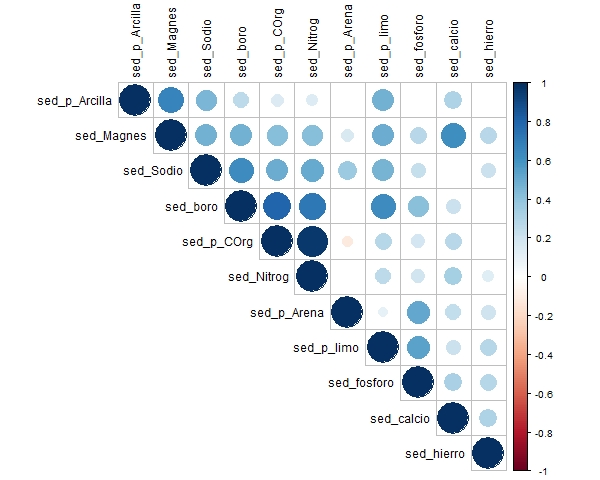 sed_p_Arcilla
sed_Magnes
sed_Sodio
sed_boro
sed_p_COrg
sed_Nitrog
sed_p_Arena
sed_p_limo
sed_fosforo
sed_calcio
sed_hierro
sed_p_Arcilla
sed_Magnes
sed_Sodio
sed_boro
sed_p_COrg
sed_Nitrog
sed_p_Arena
sed_p_limo
sed_fosforo
sed_calcio
sed_hierro
1
0.8
0.6
0.4
0.2
0
-0.2
-0.4
-0.6
-0.8
-1